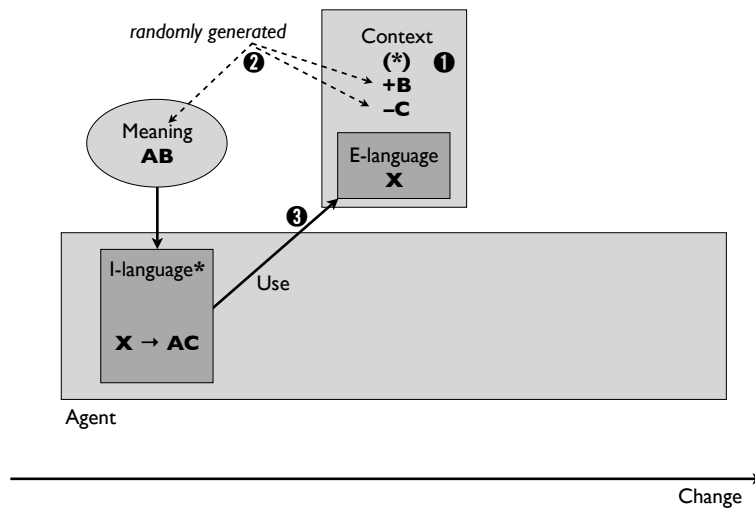 randomly generated
❷
Context
(*)
❶
+B
–C
Meaning
AB
E-language
X
❸
I-language*
Use
X → AC
Agent
Change